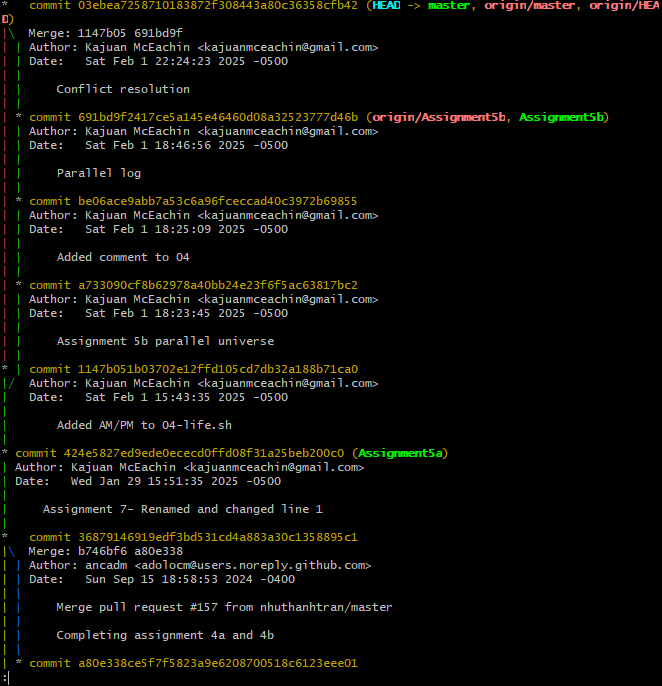 *   commit 03ebea7258710183872f308443a80c36358cfb42 (HEAD -> master, origin/master, origin/HEA
D)
|\  Merge: 1147b05 691bd9f
| | Author: Kajuan McEachin <kajuanmceachin@gmail.com>
| | Date:   Sat Feb 1 22:24:23 2025 -0500
| |
| |     Conflict resolution
| |
| * commit 691bd9f2417ce5a145e46460d08a32523777d46b (origin/Assignment5b, Assignment5b)
| | Author: Kajuan McEachin <kajuanmceachin@gmail.com>
| | Date:   Sat Feb 1 18:46:56 2025 -0500
| |
| |     Parallel log
| |
| * commit be06ace9abb7a53c6a96fceccad40c3972b69855
| | Author: Kajuan McEachin <kajuanmceachin@gmail.com>
| | Date:   Sat Feb 1 18:25:09 2025 -0500
| |
| |     Added comment to 04
| |
| * commit a733090cf8b62978a40bb24e23f6f5ac63817bc2
| | Author: Kajuan McEachin <kajuanmceachin@gmail.com>
| | Date:   Sat Feb 1 18:23:45 2025 -0500
| |
| |     Assignment 5b parallel universe
| |
* | commit 1147b051b03702e12ffd105cd7db32a188b71ca0
|/  Author: Kajuan McEachin <kajuanmceachin@gmail.com>
|   Date:   Sat Feb 1 15:43:35 2025 -0500
|
|       Added AM/PM to 04-life.sh
|
* commit 424e5827ed9ede0ececd0ffd08f31a25beb200c0 (Assignment5a)
| Author: Kajuan McEachin <kajuanmceachin@gmail.com>
| Date:   Wed Jan 29 15:51:35 2025 -0500
|
|     Assignment 7- Renamed and changed line 1
|
*   commit 36879146919edf3bd531cd4a883a30c1358895c1
|\  Merge: b746bf6 a80e338
| | Author: ancadm <adolocm@users.noreply.github.com>
| | Date:   Sun Sep 15 18:58:53 2024 -0400
| |
| |     Merge pull request #157 from nhuthanhtran/master
| |
| |     Completing assignment 4a and 4b
| |
| * commit a80e338ce5f7f5823a9e6208700518c6123eee01
: